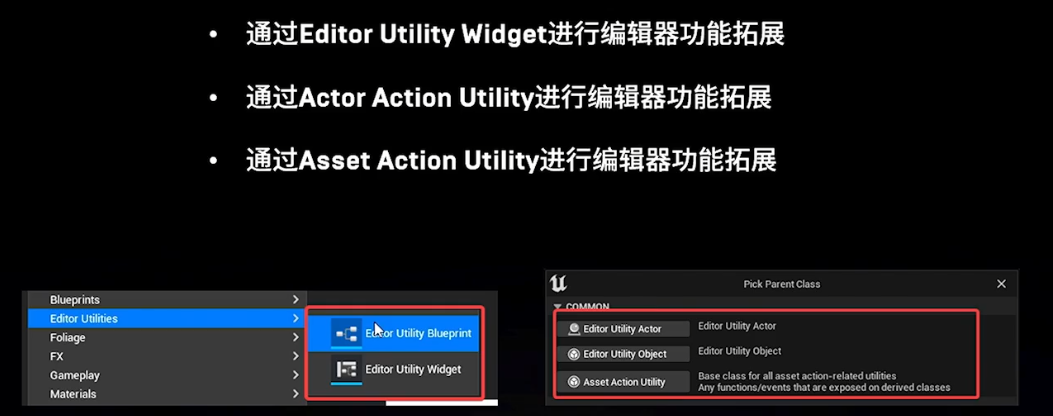 • 通过Editor Utility Widget进行编辑器功能拓展
• 通过Actor Action Utility进行编辑器功能拓展
• 通过Asset Action Utility进行编辑器功能拓展
Blueprints
Editor Utilities
Foliage
FX
Gameplay
Materials
Editor Utility Blueprint
Editor Utility Widget
Pick Parent Class
COMMON
Editor Utility Actor Editor Utility Actor
Editor Utility Object Editor Utility Object
Asset Action Utility Base class for all asset action-related utilities
Any functions/events that are exposed on derived classes